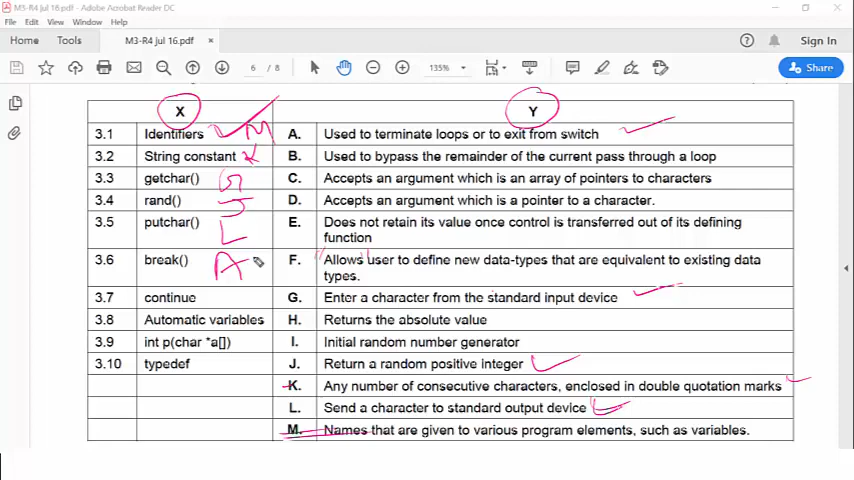 M3-R4 Jul 16.pdf - Adobe Acrobat Reader DC
File Edit View Window Help
Home Tools M3-R4 Jul 16.pdf × Sign In
6 / 8 135% Share
X Y
3.1 Identifiers M A. Used to terminate loops or to exit from switch
3.2 String constant K B. Used to bypass the remainder of the current pass through a loop
3.3 getchar() G C. Accepts an argument which is an array of pointers to characters
3.4 rand() J D. Accepts an argument which is a pointer to a character.
3.5 putchar() L E. Does not retain its value once control is transferred out of its defining
function
3.6 break() A F. Allows user to define new data-types that are equivalent to existing data
types.
3.7 continue G. Enter a character from the standard input device
3.8 Automatic variables H. Returns the absolute value
3.9 int p(char *a[]) I. Initial random number generator
3.10 typedef J. Return a random positive integer
K. Any number of consecutive characters, enclosed in double quotation marks
L. Send a character to standard output device
M. Names that are given to various program elements, such as variables.